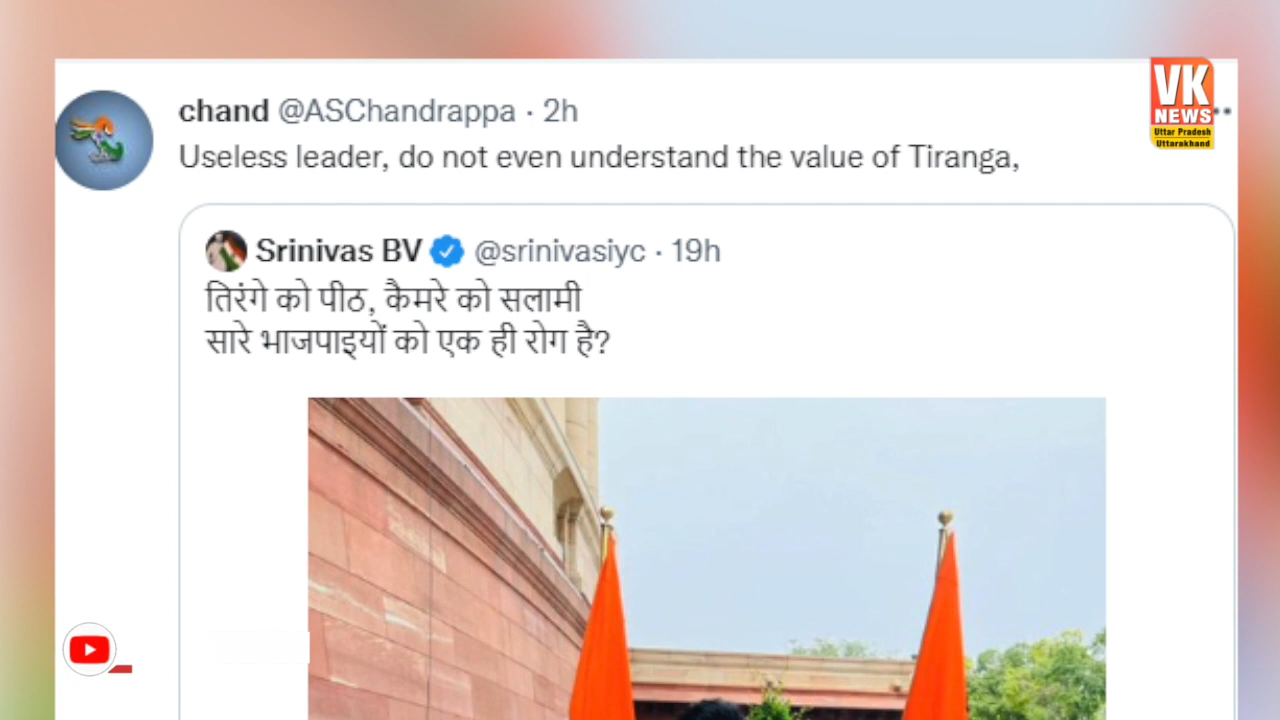 chand @ASChandrappa · 2h
Useless leader, do not even understand the value of Tiranga,
Srinivas BV @srinivasiyc · 19h
तिरंगे को पीठ, कैमरे को सलामी
सारे भाजपाइयों को एक ही रोग है?
VK
NEWS
Uttar Pradesh
Uttarakhand